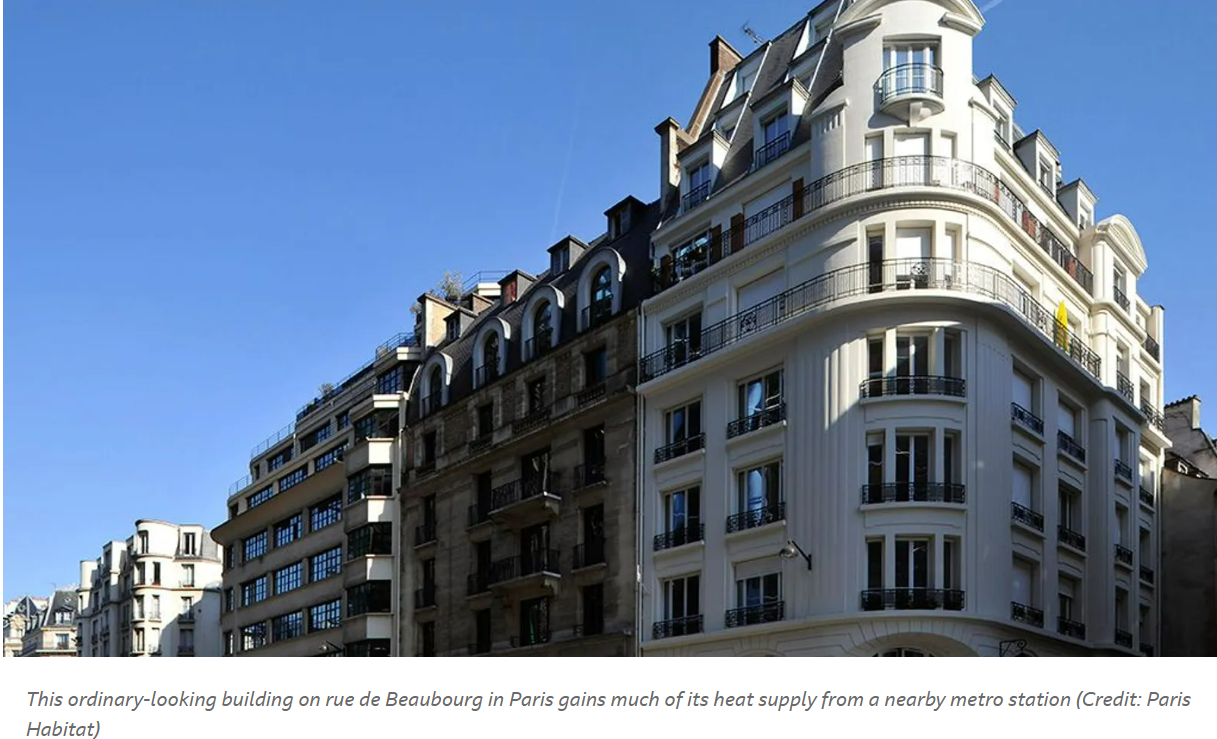 This ordinary-looking building on rue de Beaubourg in Paris gains much of its heat supply from a nearby metro station (Credit: Paris
Habitat)